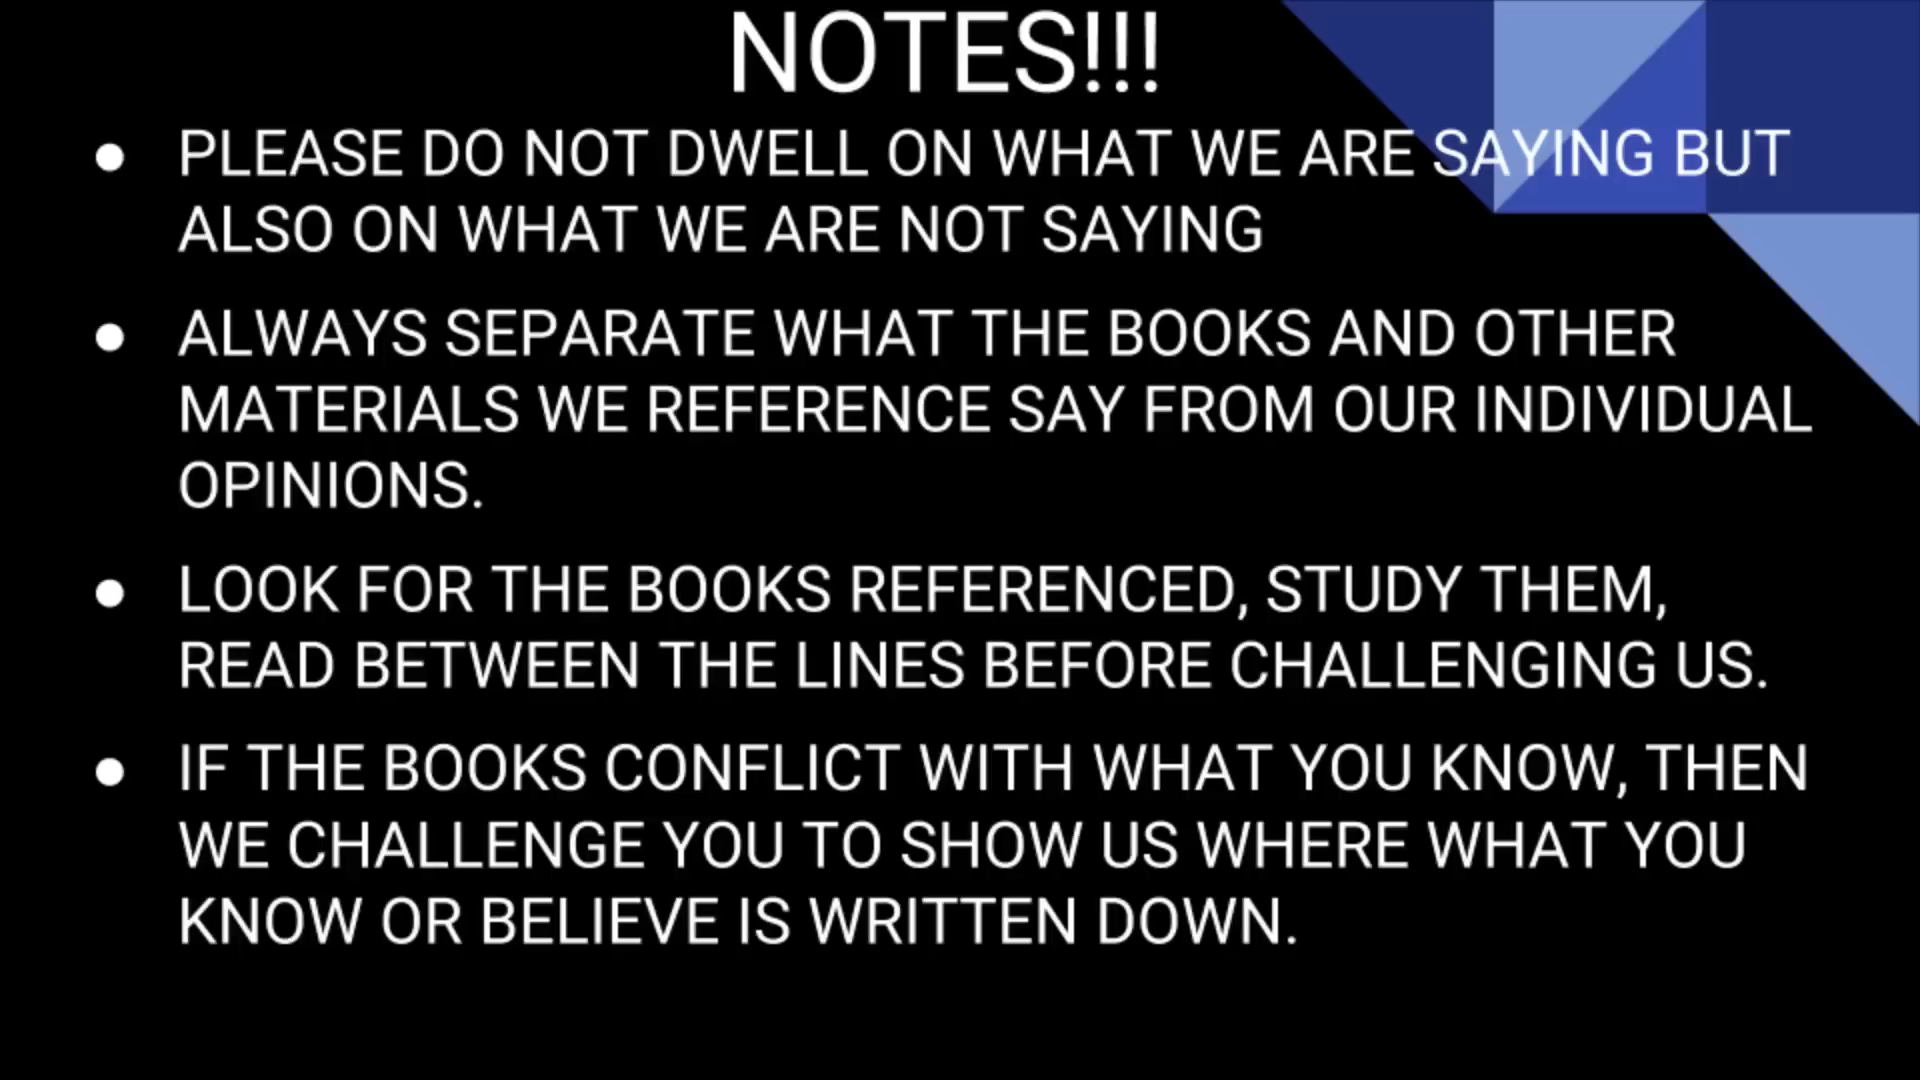 NOTES!!!
● PLEASE DO NOT DWELL ON WHAT WE ARE SAYING BUT
ALSO ON WHAT WE ARE NOT SAYING
● ALWAYS SEPARATE WHAT THE BOOKS AND OTHER
MATERIALS WE REFERENCE SAY FROM OUR INDIVIDUAL
OPINIONS.
● LOOK FOR THE BOOKS REFERENCED, STUDY THEM,
READ BETWEEN THE LINES BEFORE CHALLENGING US.
● IF THE BOOKS CONFLICT WITH WHAT YOU KNOW, THEN
WE CHALLENGE YOU TO SHOW US WHERE WHAT YOU
KNOW OR BELIEVE IS WRITTEN DOWN.